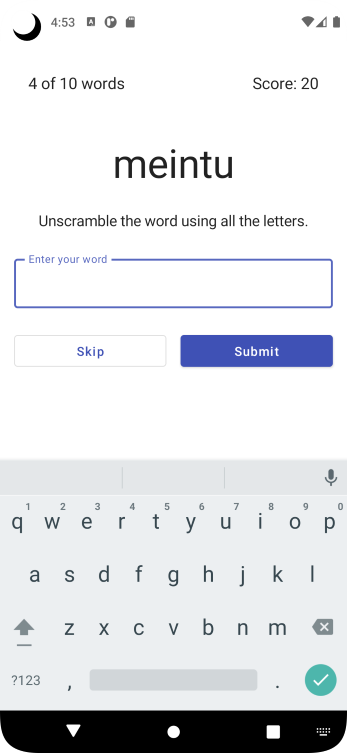 4:53
4 of 10 words Score: 20
meintu
Unscramble the word using all the letters.
Enter your word
Skip Submit
1 2 3 4 5 6 7 8 9 0
q w e r t y u i o p
a s d f g h j k l
z x c v b n m
?123 , .